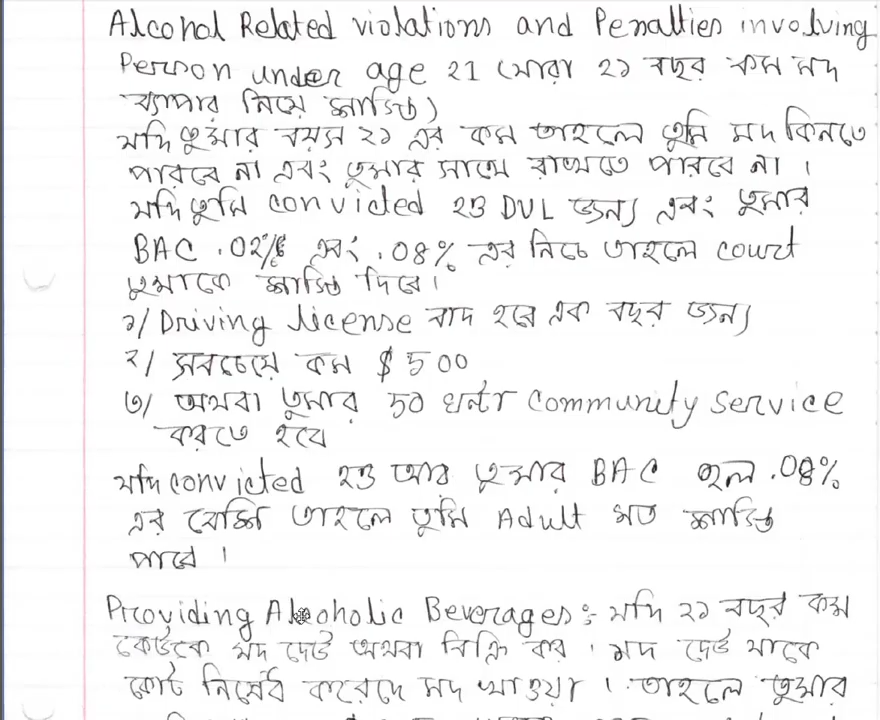 Alcohol Related violations and Penalties involving
Person under age 21 (যারা ২১ বছর কম মদ
ব্যাপার নিয়ে শাস্তি)
যদি তুমার বয়স ২১ এর কম তাহলে তুমি মদ কিনতে
পারবে না এবং তুমার সাথে রাখতে পারবে না ।
যদি তুমি convicted হও DUL জন্য এবং তুমার
BAC .02% এবং .08% এর নিচে তাহলে court
তুমাকে শাস্তি দিবে।
১/ Driving license বাদ হবে এক বছর জন্য
২/ সবচেয়ে কম $ 500
৩/ অথবা তুমার ৫০ ঘন্টা Community Service
করতে হবে
যদি convicted হও আর তুমার BAC হল .08%
এর বেশি তাহলে তুমি Adult মত শাস্তি
পাবে ।
Providing Alcoholic Beverages ঃ যদি ২১ বছর কম
কেউকে মদ দেউ অথবা বিক্রি কর । মদ দেউ যাকে
কোট নিষেধ করেদে মদ খাওয়া । তাহলে তুমার